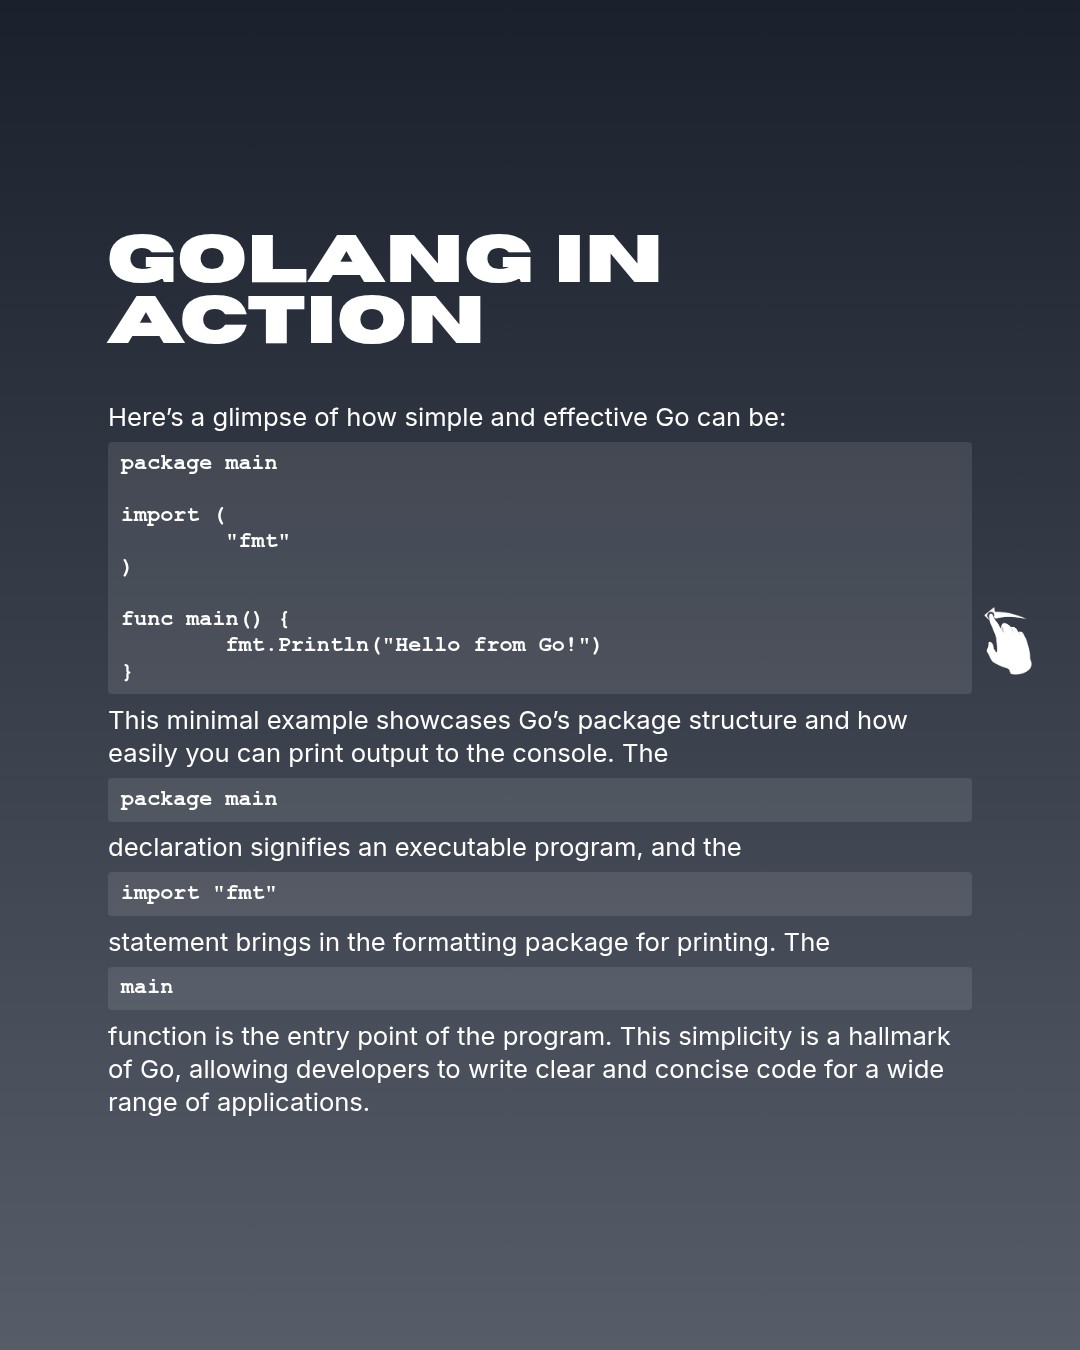 GOLANG IN
ACTION
Here’s a glimpse of how simple and effective Go can be:
package main
import (
        "fmt"
)
func main() {
        fmt.Println("Hello from Go!")
}
This minimal example showcases Go’s package structure and how
easily you can print output to the console. The
package main
declaration signifies an executable program, and the
import "fmt"
statement brings in the formatting package for printing. The
main
function is the entry point of the program. This simplicity is a hallmark
of Go, allowing developers to write clear and concise code for a wide
range of applications.